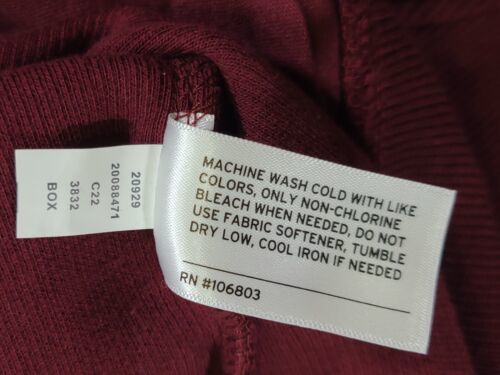 MACHINE WASH COLD WITH LIKE
COLORS, ONLY NON-CHLORINE
BLEACH WHEN NEEDED, DO NOT
USE FABRIC SOFTENER, TUMBLE
DRY LOW, COOL IRON IF NEEDED
RN #106803
20929
20088471
C22
3832
BOX